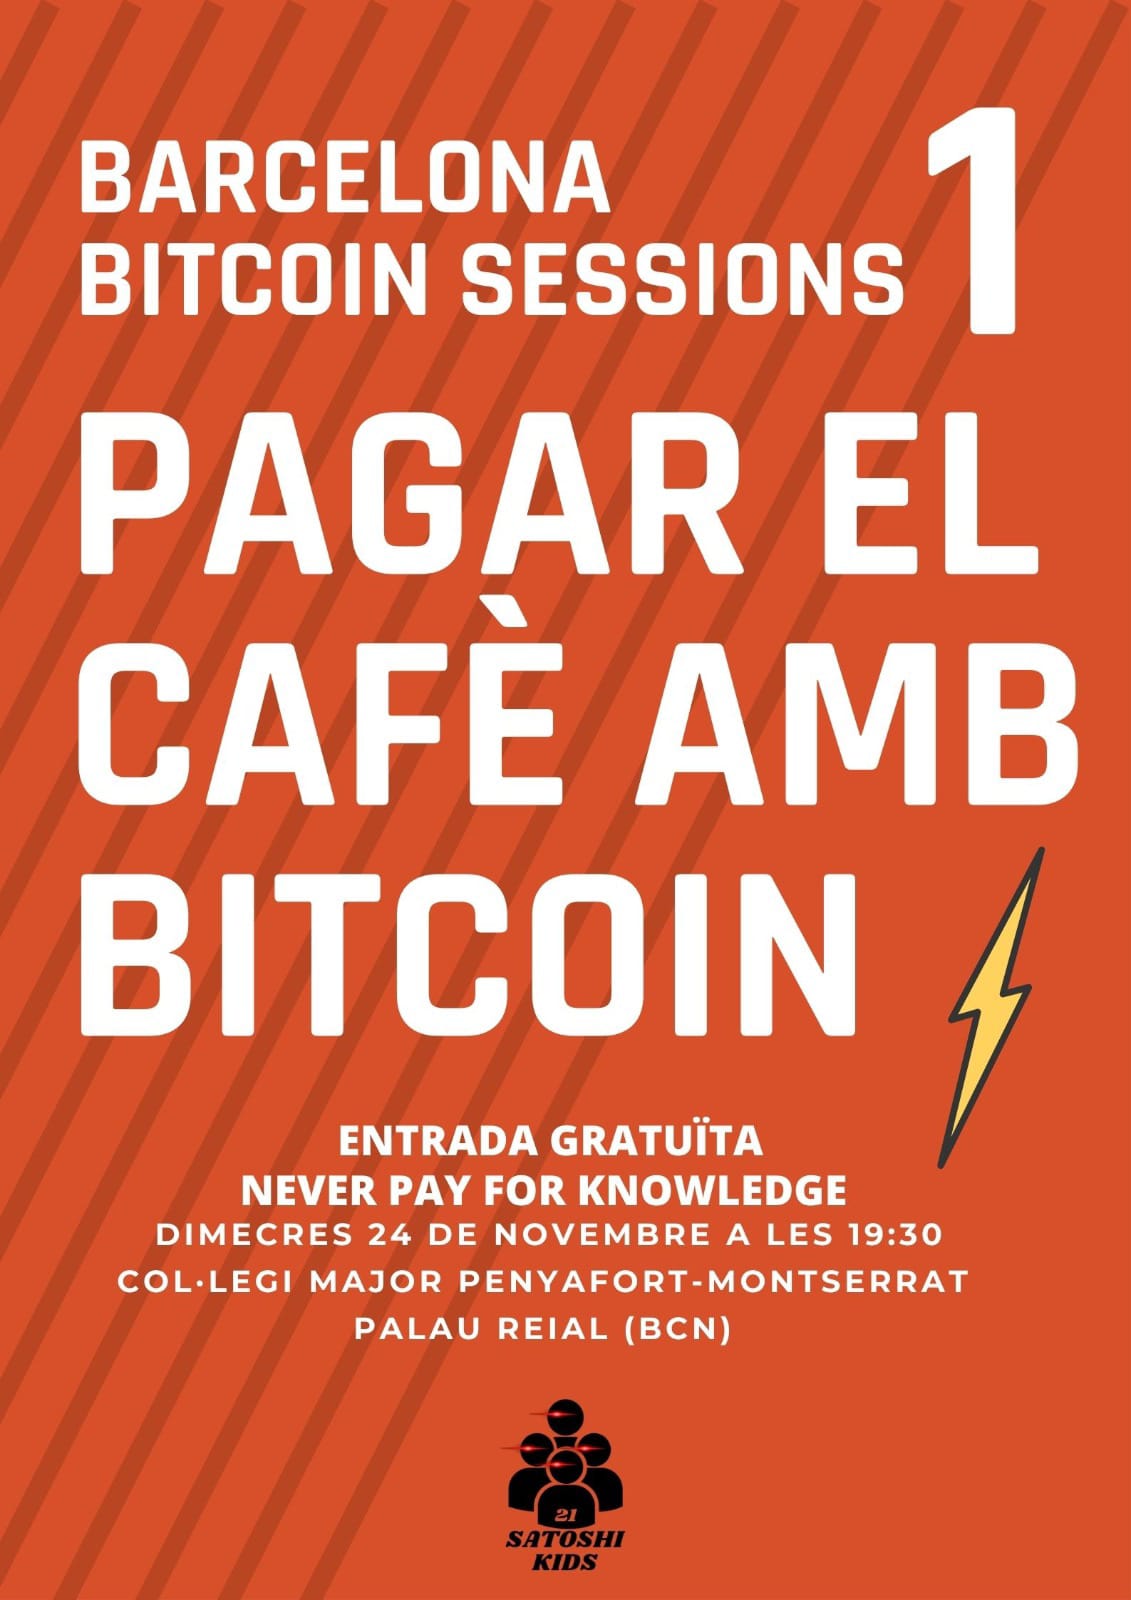 BARCELONA
BITCOIN SESSIONS 1
PAGAR EL
CAFÈ AMB
BITCOIN
ENTRADA GRATUÏTA
NEVER PAY FOR KNOWLEDGE
DIMECRES 24 DE NOVEMBRE A LES 19:30
COL·LEGI MAJOR PENYAFORT-MONTSERRAT
PALAU REIAL (BCN)
21
SATOSHI
KIDS